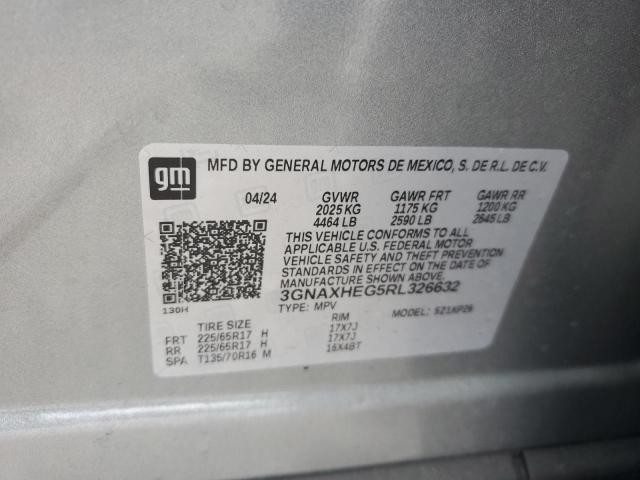 gm MFD BY GENERAL MOTORS DE MEXICO, S. DE R.L. DE C.V.
04/24 GVWR GAWR FRT GAWR RR
2025 KG 1175 KG 1200 KG
4464 LB 2590 LB 2645 LB
THIS VEHICLE CONFORMS TO ALL
APPLICABLE U.S. FEDERAL MOTOR
VEHICLE SAFETY AND THEFT PREVENTION
STANDARDS IN EFFECT ON THE DATE OF
MANUFACTURE SHOWN ABOVE.
3GNAXHEG5RL326632
130H TYPE: MPV 521XP26
TIRE SIZE RIM
FRT 225/65R17 H 17X7J
RR 225/65R17 H 17X7J
SPA T135/70R16 M 16X4BT